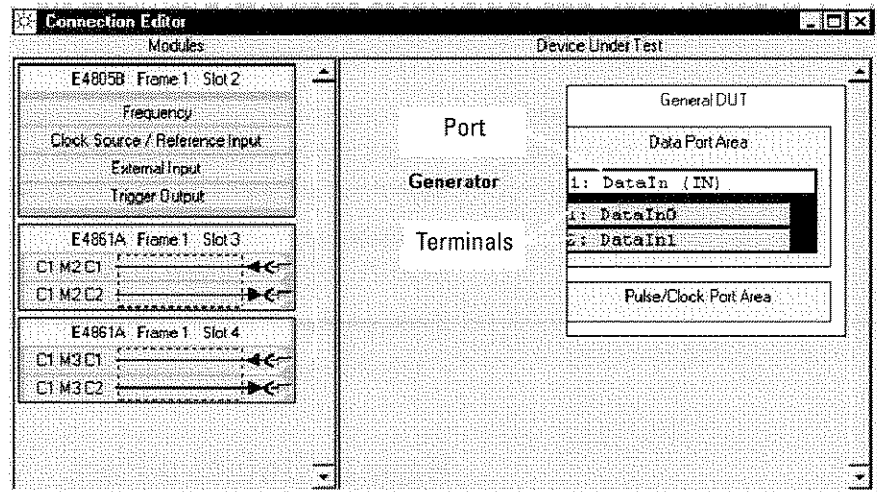 Connection Editor
Modules
Device Under Test
E4805B Frame 1 Slot 2
Frequency
Clock Source / Reference Input
External Input
Trigger Output
E4861A Frame 1 Slot 3
C1 M2 C1
C1 M2 C2
E4861A Frame 1 Slot 4
C1 M3 C1
C1 M3 C2
Port
Generator
Terminals
General DUT
Data Port Area
1: DataIn (IN)
1: DataIn0
2: DataIn1
Pulse/Clock Port Area